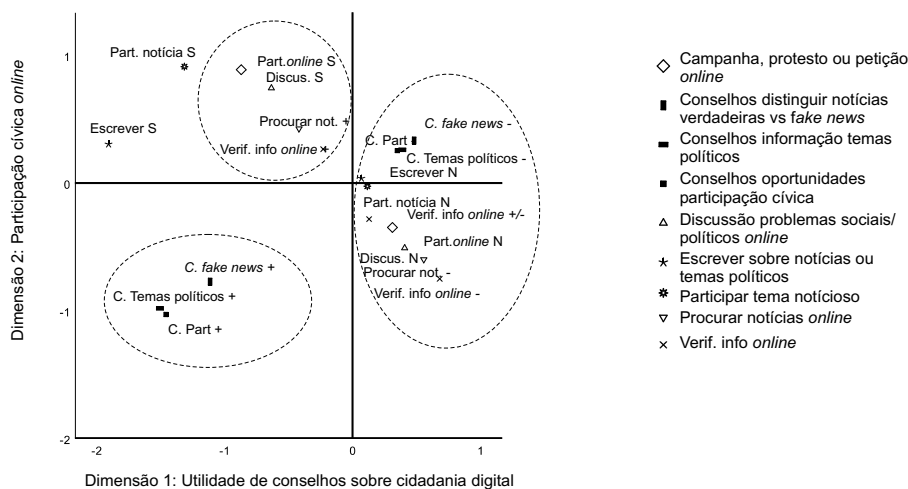 Part. notícia S
Part.online S
Discus. S
Escrever S
Procurar not. +
Verif. info online -
C. fake news -
C. Part -
C. Temas políticos -
Escrever N
Part. notícia N
Verif. info online +/-
Part.online N
Discus. N
Procurar not. -
Verif. info online -
C. fake news +
C. Temas políticos +
C. Part +
1
0
-1
-2
-2
-1
0
1
Dimensão 2: Participação cívica online
Dimensão 1: Utilidade de conselhos sobre cidadania digital
Campanha, protesto ou petição
online
Conselhos distinguir notícias
verdadeiras vs fake news
Conselhos informação temas
políticos
Conselhos oportunidades
participação cívica
Discussão problemas sociais/
políticos online
Escrever sobre notícias ou
temas políticos
Participar tema notícioso
Procurar notícias online
Verif. info online